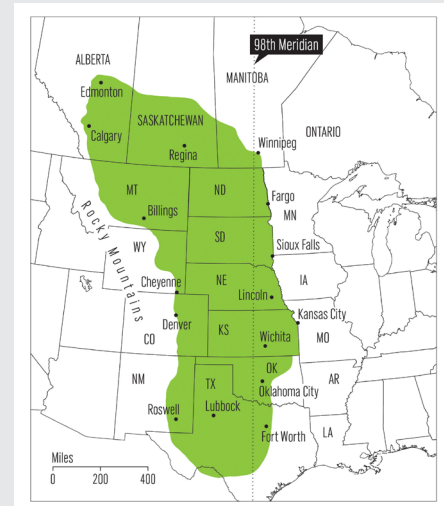 98th Meridian
ALBERTA
MANITOBA
Edmonton
SASKATCHEWAN
ONTARIO
Calgary
Winnipeg
Regina
MT
ND
Fargo
MN
Billings
Rocky Mountains
SD
WY
Sioux Falls
Cheyenne
NE
IA
Lincoln
Kansas City
Denver
KS
CO
Wichita
MO
OK
NM
TX
AR
Oklahoma City
Roswell
Lubbock
Fort Worth
LA
Miles
0 200 400